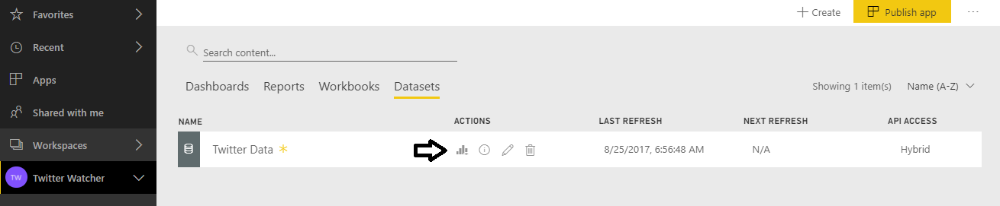 Favorites
Recent
Apps
Shared with me
Workspaces
TW Twitter Watcher
Create Publish app
Search content...
Dashboards Reports Workbooks Datasets Showing 1 item(s) Name (A-Z)
NAME ACTIONS LAST REFRESH NEXT REFRESH API ACCESS
Twitter Data 8/25/2017, 6:56:48 AM N/A Hybrid